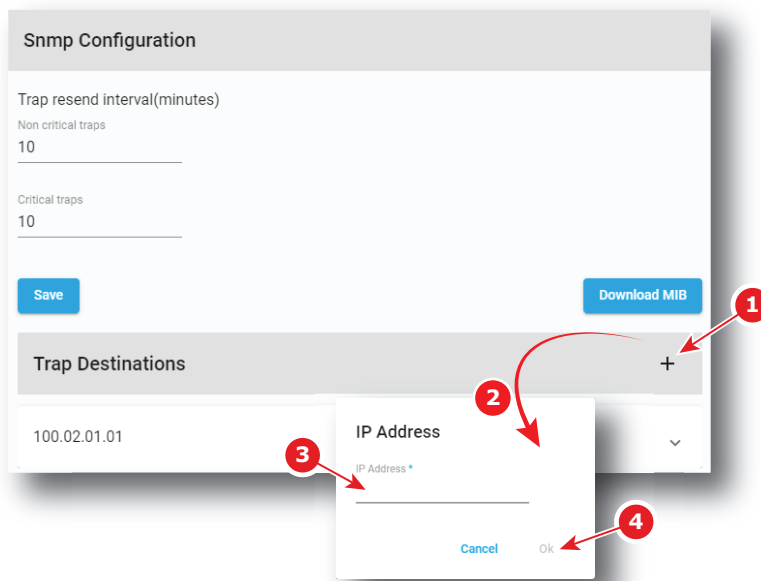 Snmp Configuration
Trap resend interval(minutes)
Non critical traps
10
Critical traps
10
Save
Download MIB
1
Trap Destinations
+
2
100.02.01.01
IP Address
3
IP Address *
4
Cancel
Ok